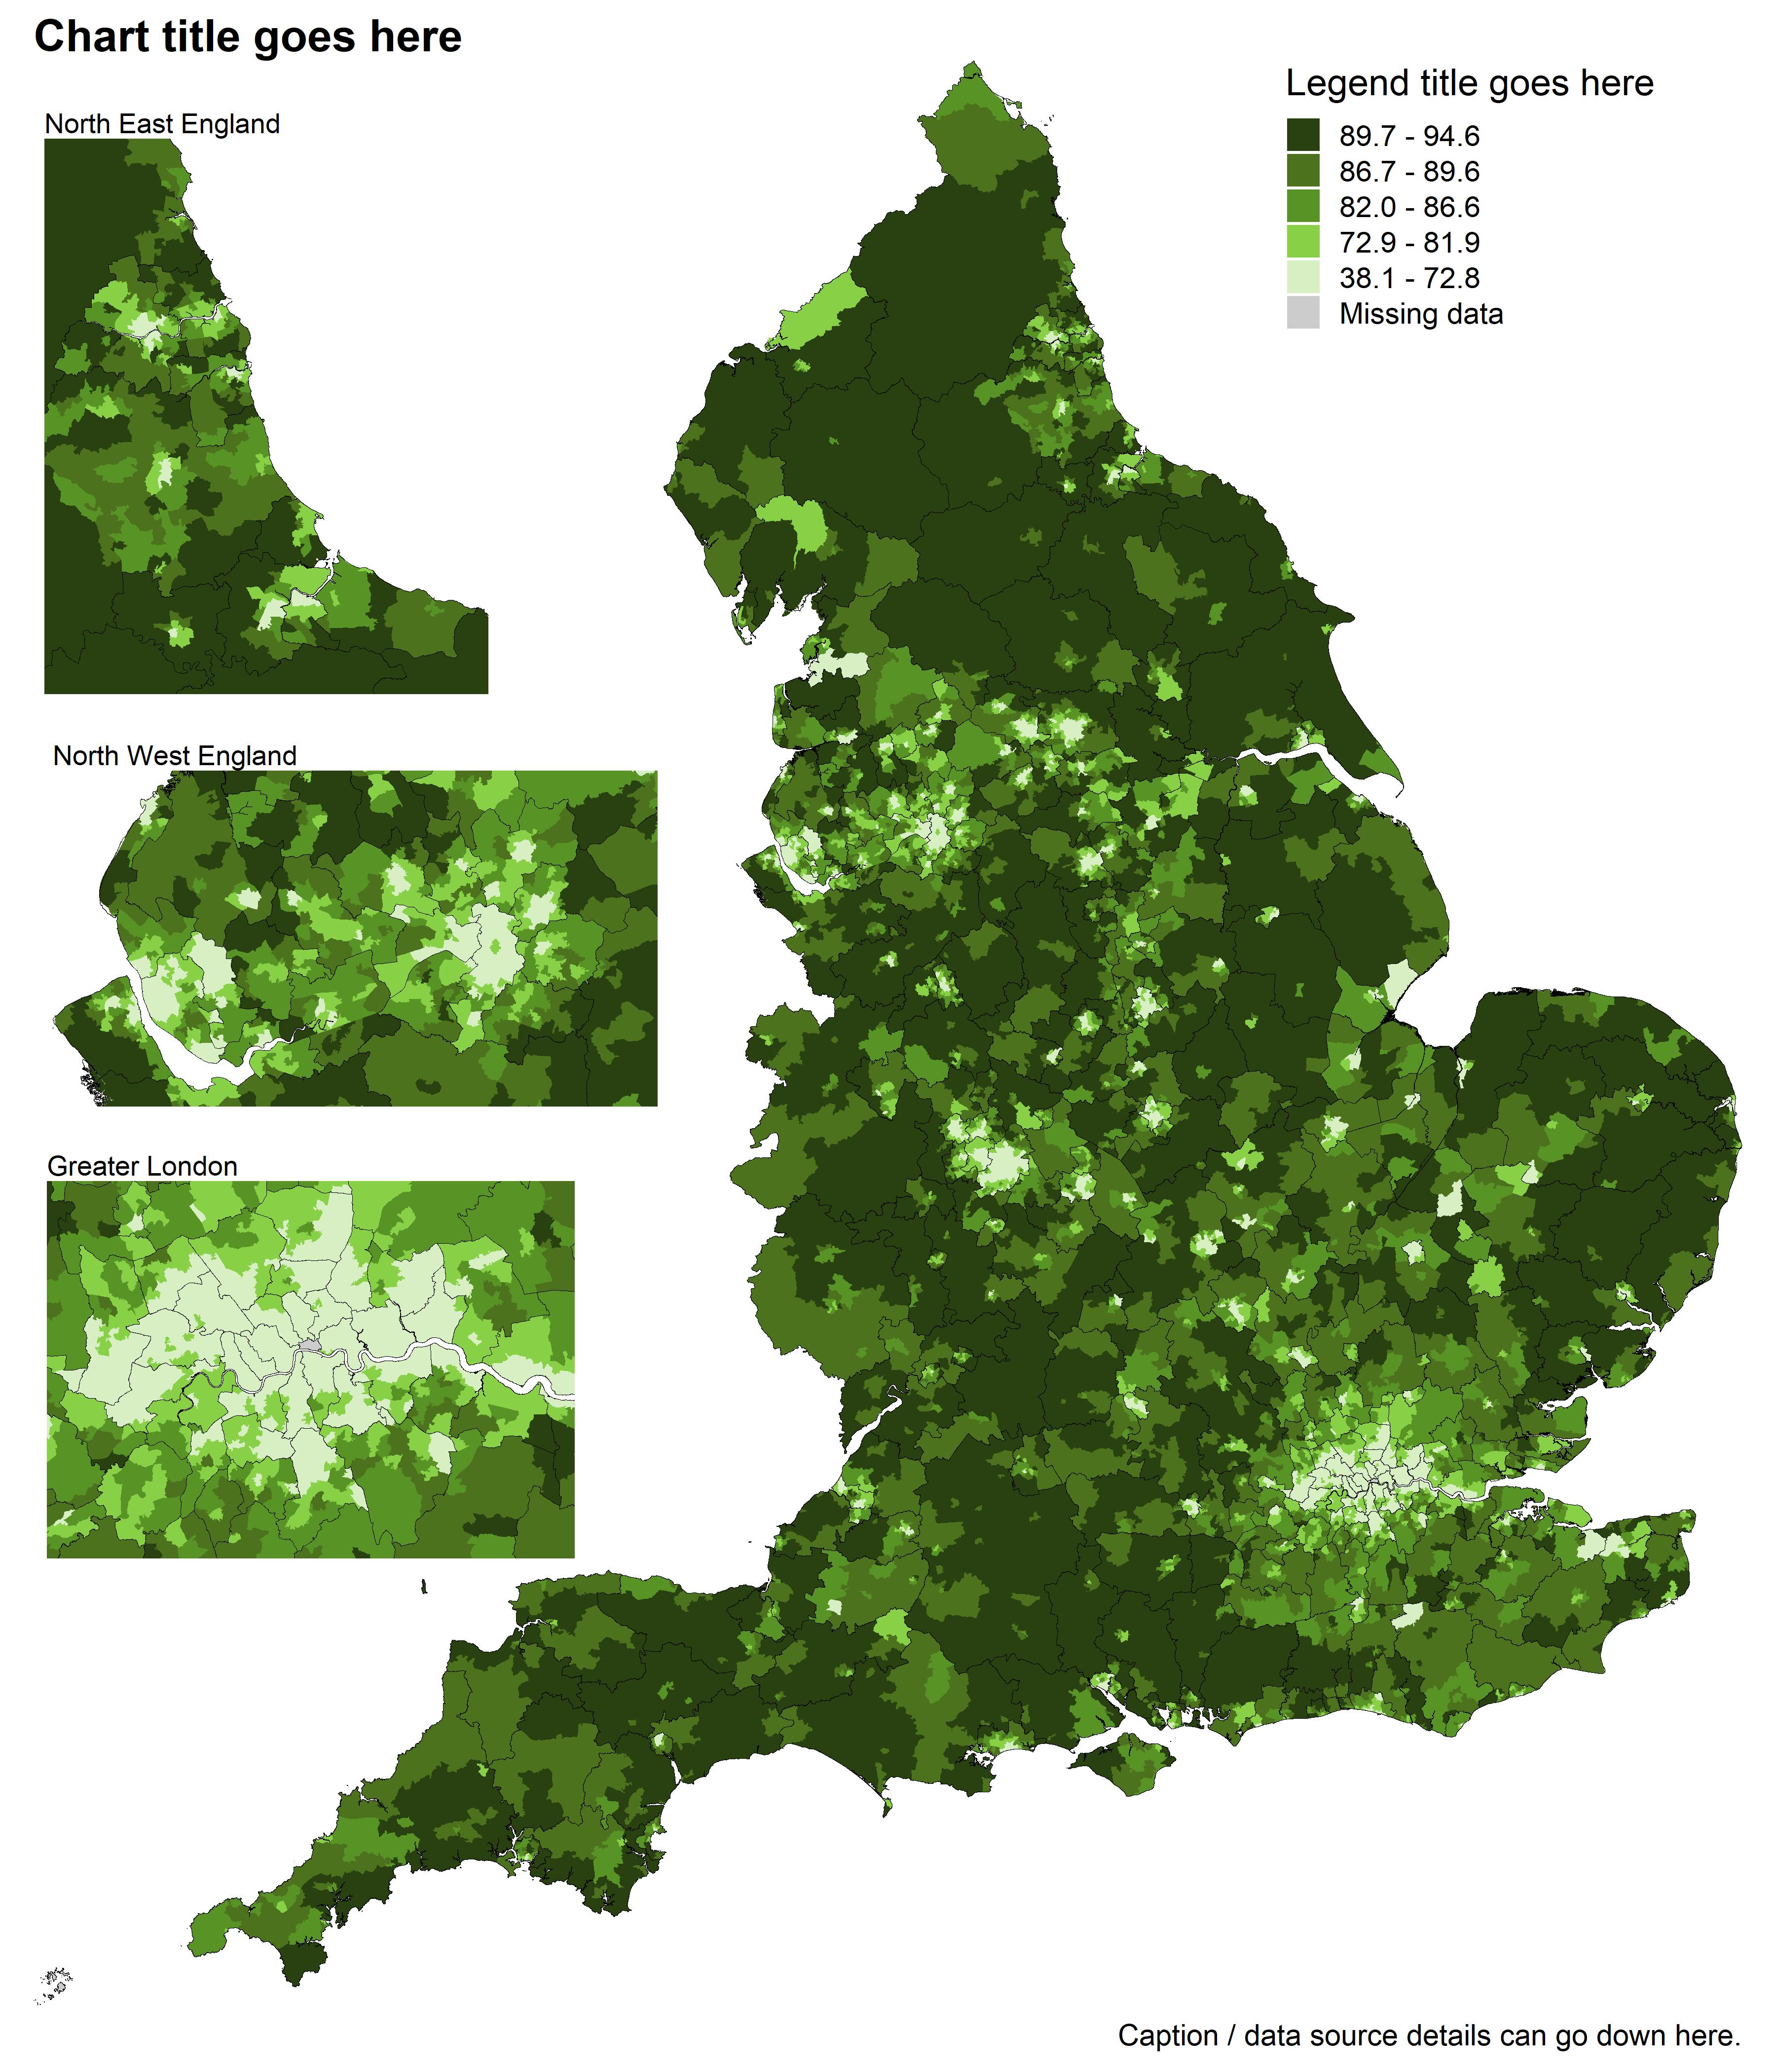 Chart title goes here
Legend title goes here
89.7 - 94.6
86.7 - 89.6
82.0 - 86.6
72.9 - 81.9
38.1 - 72.8
Missing data
North East England
North West England
Greater London
Caption / data source details can go down here.